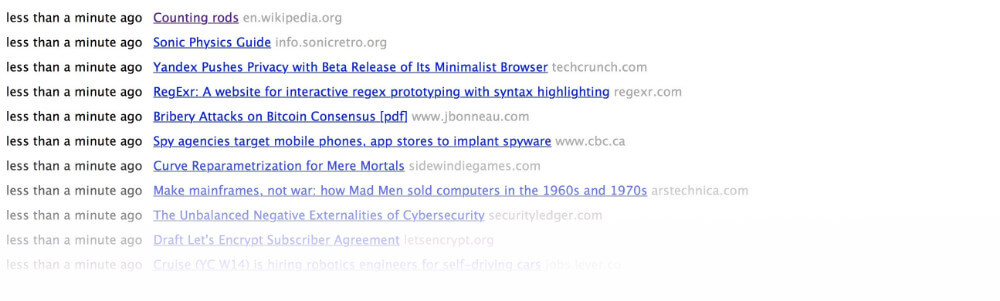 less than a minute ago Counting rods en.wikipedia.org
less than a minute ago Sonic Physics Guide info.sonicretro.org
less than a minute ago Yandex Pushes Privacy with Beta Release of Its Minimalist Browser techcrunch.com
less than a minute ago RegExr: A website for interactive regex prototyping with syntax highlighting regexr.com
less than a minute ago Bribery Attacks on Bitcoin Consensus [pdf] www.jbonneau.com
less than a minute ago Spy agencies target mobile phones, app stores to implant spyware www.cbc.ca
less than a minute ago Curve Reparametrization for Mere Mortals sidewindiegames.com
less than a minute ago Make mainframes, not war: how Mad Men sold computers in the 1960s and 1970s arstechnica.com
less than a minute ago The Unbalanced Negative Externalities of Cybersecurity securityledger.com
less than a minute ago Draft Let's Encrypt Subscriber Agreement letsencrypt.org
less than a minute ago Cruise (YC W14) is hiring robotics engineers for self-driving cars